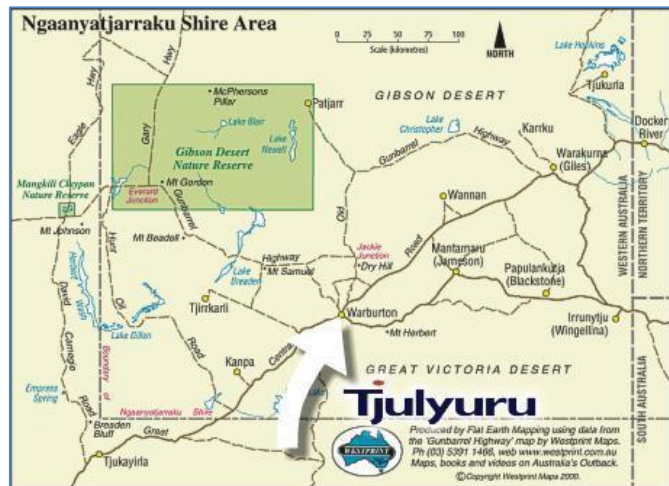 Ngaanyatjarraku Shire Area
0 25 50 75 100
Scale (kilometres)
NORTH
Lake Hopkins
Tjukurla
Hwy
Hwy
McPhersons
Pillar
Patjarr
GIBSON DESERT
Eagle
Gary
Lake Blair
Lake
Newell
Lake
Christopher
Karrku
Docker
River
Gunbarrel
Highway
Warakurna
(Giles)
Gibson Desert
Nature Reserve
Mangkili Claypan
Nature Reserve
Mt Gordon
Everard
Junction
Gunbarrel
Old
Wannan
WESTERN AUSTRALIA
NORTHERN TERRITORY
Mt Johnson
Mt Beadell
Hunt
Highway
Jackie
Junction
Road
Dry Hill
Mantamaru
(Jameson)
Mt Samuel
Lake
Breaden
Papulankutja
(Blackstone)
Herbert
Wash
Oil
Tjirrkarli
Warburton
Irrunytju
(Wingellina)
David
Lake Dillon
Mt Herbert
Road
Central
Carnegie
Boundary of
Kanpa
GREAT VICTORIA DESERT
Empress
Spring
Lake
Tjulyuru
SOUTH AUSTRALIA
Ngaanyatjarraku Shire
Road
Breaden
Bluff
Great
Tjukayirla
WESTPRINT
Produced by Flat Earth Mapping using data from
the 'Gunbarrel Highway' map by Westprint Maps.
Ph (03) 5391 1466, web www.westprint.com.au
Maps, books and videos on Australia's Outback.
©Copyright Westprint Maps 2000.